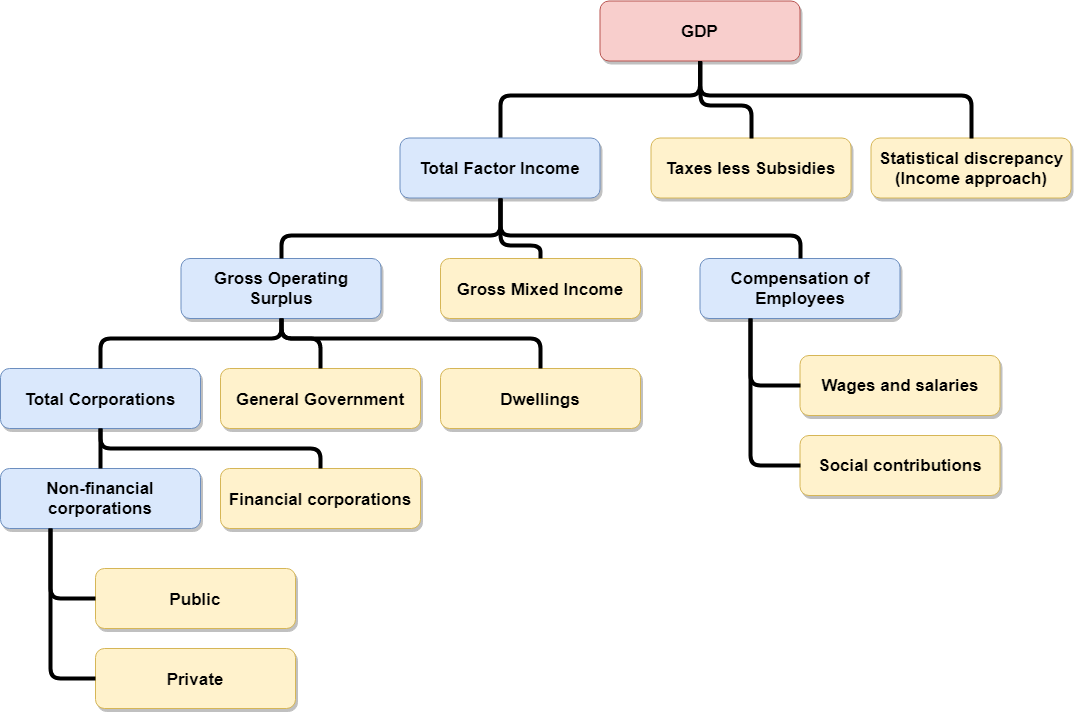 GDP
Total Factor Income
Taxes less Subsidies
Statistical discrepancy
(Income approach)
Gross Operating
Surplus
Gross Mixed Income
Compensation of
Employees
Total Corporations
General Government
Dwellings
Wages and salaries
Social contributions
Non-financial
corporations
Financial corporations
Public
Private